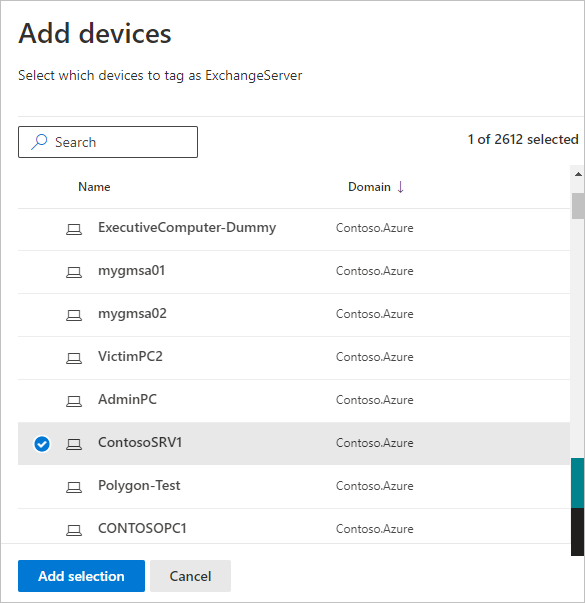 Add devices
Select which devices to tag as ExchangeServer
Search
1 of 2612 selected
Name Domain ↓
ExecutiveComputer-Dummy Contoso.Azure
mygmsa01 Contoso.Azure
mygmsa02 Contoso.Azure
VictimPC2 Contoso.Azure
AdminPC Contoso.Azure
ContosoSRV1 Contoso.Azure
Polygon-Test Contoso.Azure
CONTOSOPC1 Contoso.Azure
Add selection Cancel